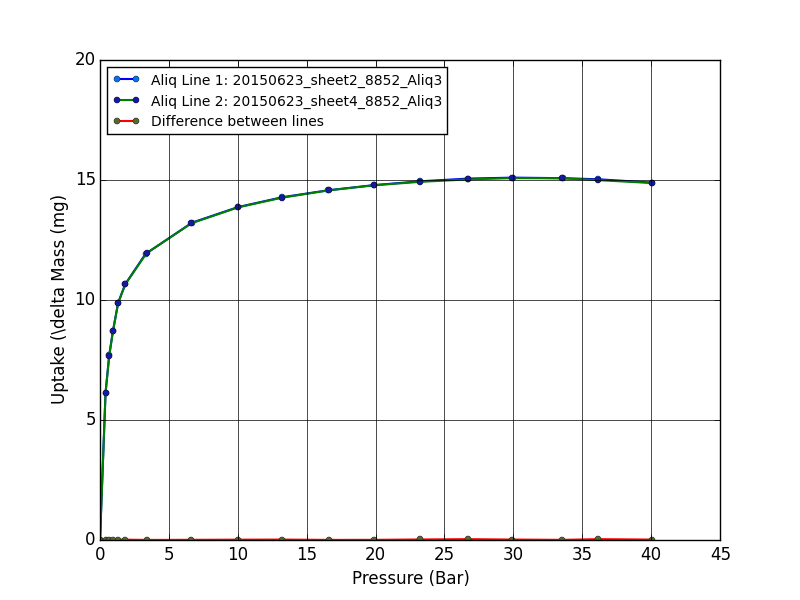 20
Aliq Line 1: 20150623_sheet2_8852_Aliq3
Aliq Line 2: 20150623_sheet4_8852_Aliq3
Difference between lines
15
10
5
0
Uptake (\delta Mass (mg)
0 5 10 15 20 25 30 35 40 45
Pressure (Bar)